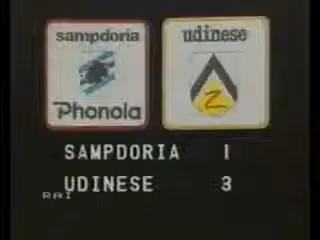 sampdoria
Phonola
udinese
Z
SAMPDORIA 1
UDINESE 3
RAI